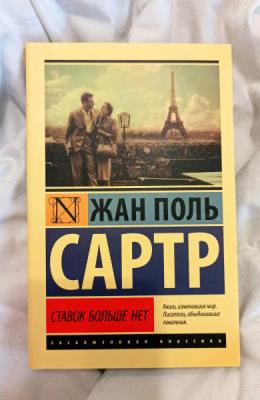 ЖАН ПОЛЬ
САРТР
СТАВОК БОЛЬШЕ НЕТ
Книги, изменившие мир.
Писатели, объединившие
поколения.
ЭКСКЛЮЗИВНАЯ КЛАССИКА